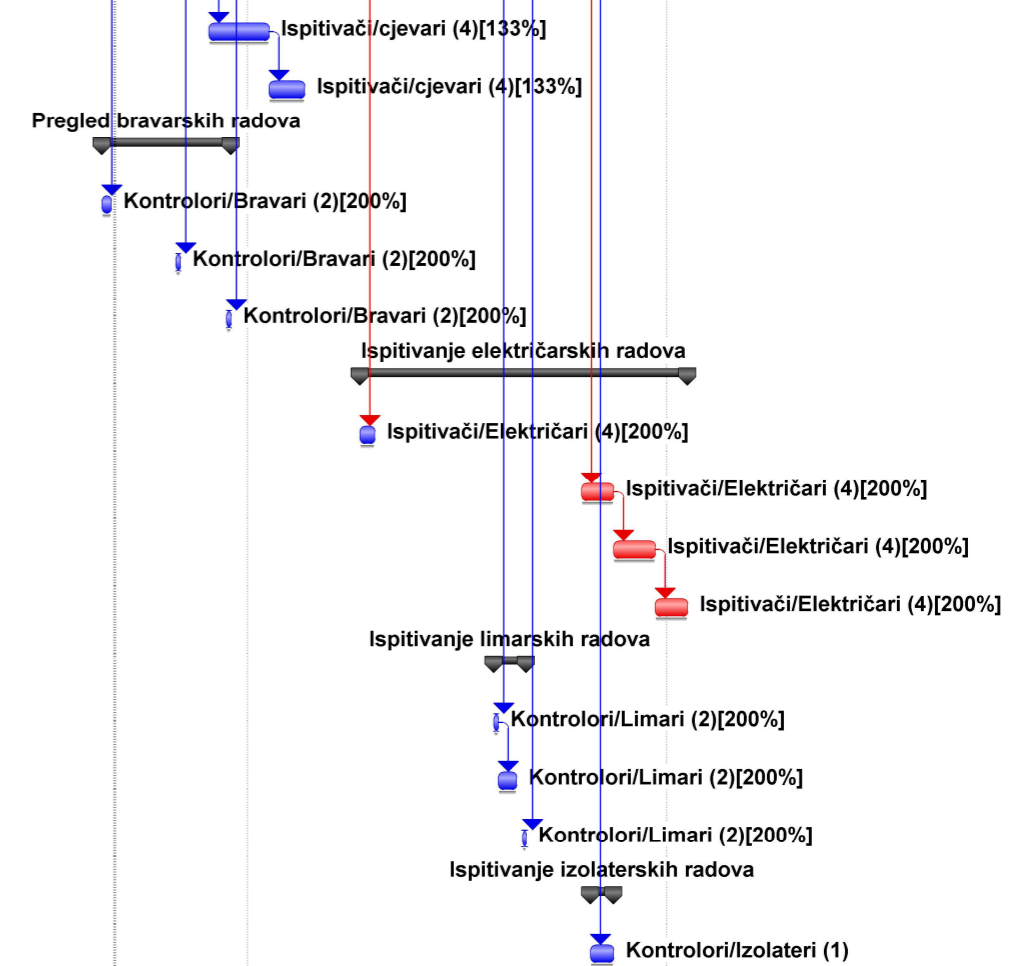 Ispitivači/cjevari (4)[133%]
Ispitivači/cjevari (4)[133%]
Pregled bravarskih radova
Kontrolori/Bravari (2)[200%]
Kontrolori/Bravari (2)[200%]
Kontrolori/Bravari (2)[200%]
Ispitivanje električarskih radova
Ispitivači/Električari (4)[200%]
Ispitivači/Električari (4)[200%]
Ispitivači/Električari (4)[200%]
Ispitivači/Električari (4)[200%]
Ispitivanje limarskih radova
Kontrolori/Limari (2)[200%]
Kontrolori/Limari (2)[200%]
Kontrolori/Limari (2)[200%]
Ispitivanje izolaterskih radova
Kontrolori/Izolateri (1)